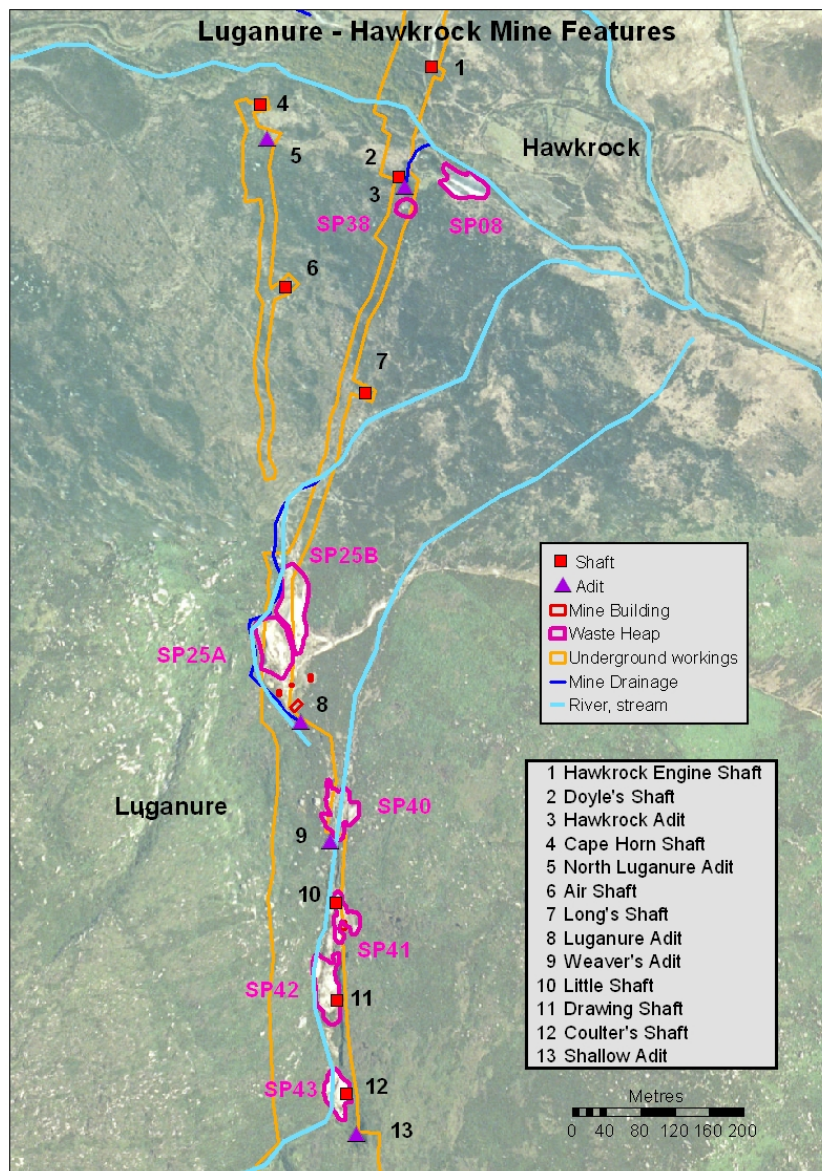 Luganure - Hawkrock Mine Features
1
4
5
2
3
Hawkrock
SP38
SP08
6
7
SP25B
SP25A
8
Luganure
SP40
9
10
SP41
SP42
11
SP43
12
13
Shaft
Adit
Mine Building
Waste Heap
Underground workings
Mine Drainage
River, stream
1 Hawkrock Engine Shaft
2 Doyle's Shaft
3 Hawkrock Adit
4 Cape Horn Shaft
5 North Luganure Adit
6 Air Shaft
7 Long's Shaft
8 Luganure Adit
9 Weaver's Adit
10 Little Shaft
11 Drawing Shaft
12 Coulter's Shaft
13 Shallow Adit
Metres
0 40 80 120 160 200